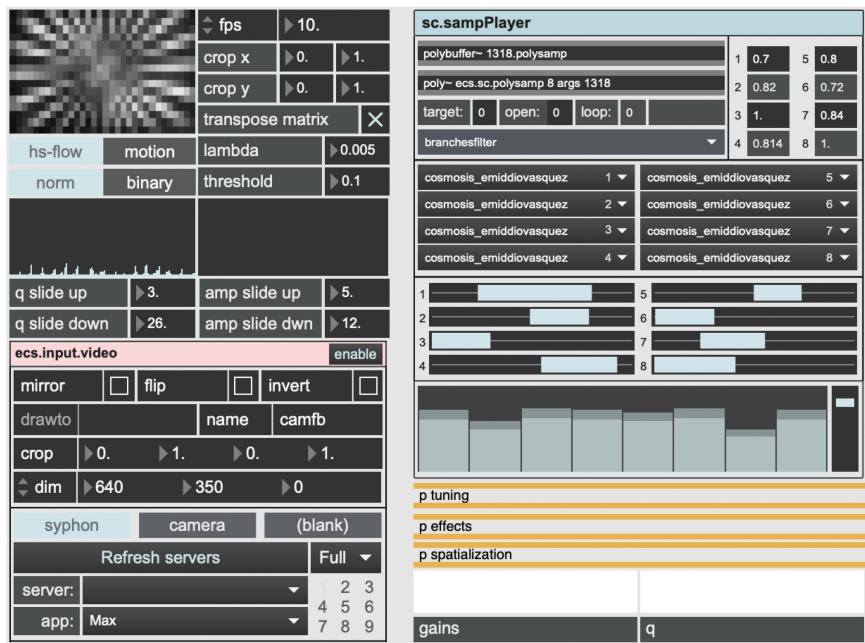 fps 10.
crop x 0. 1.
crop y 0. 1.
transpose matrix
hs-flow motion lambda 0.005
norm binary threshold 0.1
q slide up 3. amp slide up 5.
q slide down 26. amp slide dwn 12.
ecs.input.video enable
mirror flip invert
drawto name camfb
crop 0. 1. 0. 1.
dim 640 350 0
syphon camera (blank)
Refresh servers Full
server: 1 2 3
4 5 6
app: Max 7 8 9
sc.sampPlayer
polybuffer~ 1318.polysamp
poly~ ecs.sc.polysamp 8 args 1318
target: 0 open: 0 loop: 0
branchesfilter
1 0.7 5 0.8
2 0.82 6 0.72
3 1. 7 0.84
4 0.814 8 1.
cosmosis_emiddiovasquez 1 cosmosis_emiddiovasquez 5
cosmosis_emiddiovasquez 2 cosmosis_emiddiovasquez 6
cosmosis_emiddiovasquez 3 cosmosis_emiddiovasquez 7
cosmosis_emiddiovasquez 4 cosmosis_emiddiovasquez 8
1 5
2 6
3 7
4 8
p tuning
p effects
p spatialization
gains q